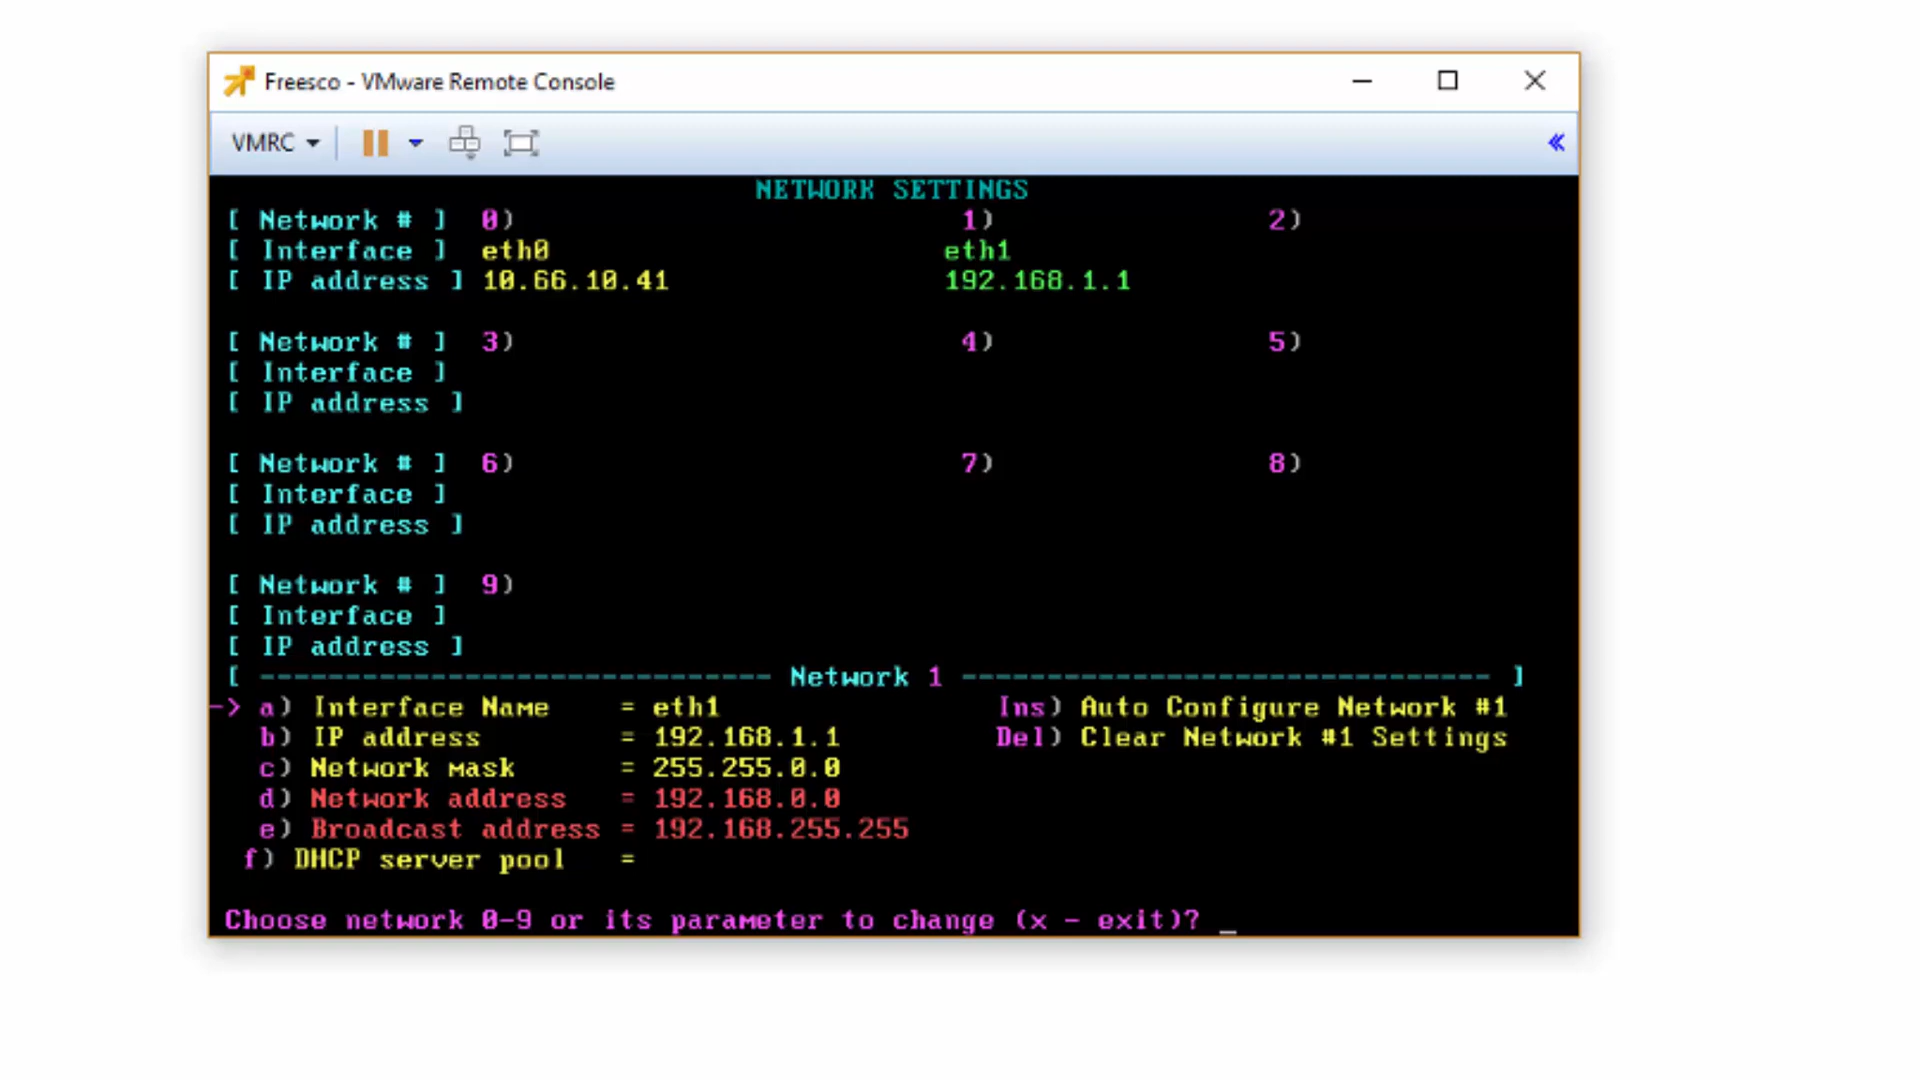 Freesco - VMware Remote Console
VMRC
NETWORK SETTINGS
[ Network # ] 0) 1) 2)
[ Interface ] eth0 eth1
[ IP address ] 10.66.10.41 192.168.1.1
[ Network # ] 3) 4) 5)
[ Interface ]
[ IP address ]
[ Network # ] 6) 7) 8)
[ Interface ]
[ IP address ]
[ Network # ] 9)
[ Interface ]
[ IP address ]
[ ------------------------------ Network 1 ------------------------------- ]
-> a) Interface Name = eth1 Ins) Auto Configure Network #1
b) IP address = 192.168.1.1 Del) Clear Network #1 Settings
c) Network mask = 255.255.0.0
d) Network address = 192.168.0.0
e) Broadcast address = 192.168.255.255
f) DHCP server pool =
Choose network 0-9 or its parameter to change (x - exit)? _